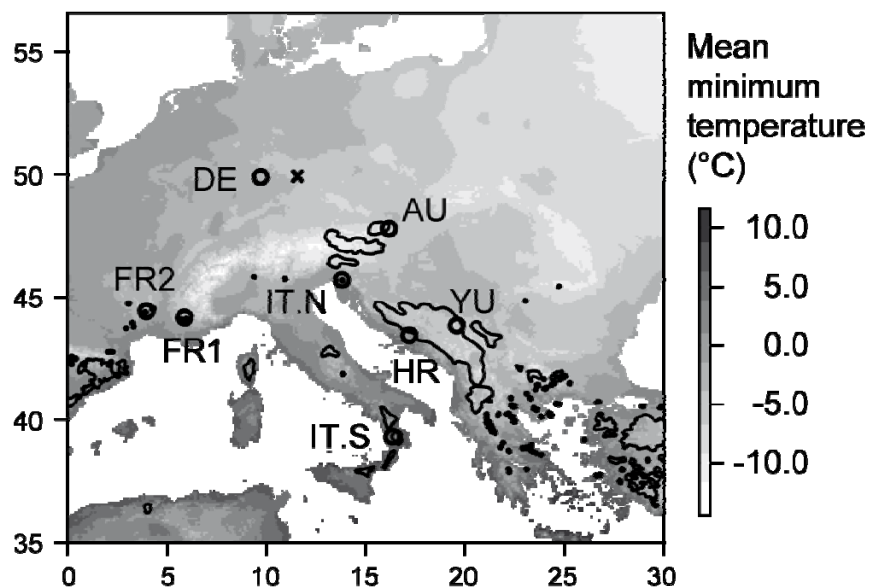 Mean
minimum
temperature
(°C)
10.0
5.0
0.0
-5.0
-10.0
55
50
45
40
35
0 5 10 15 20 25 30
DE
AU
FR2
IT.N
YU
FR1
HR
IT.S